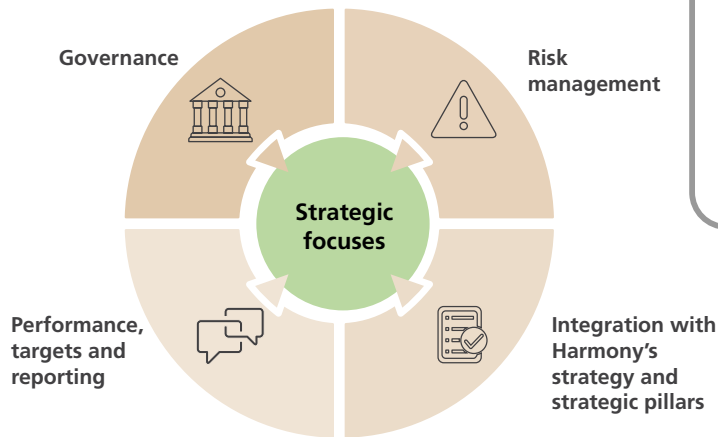 Governance
Risk
management
Strategic
focuses
Performance,
targets and
reporting
Integration with
Harmony's
strategy and
strategic pillars